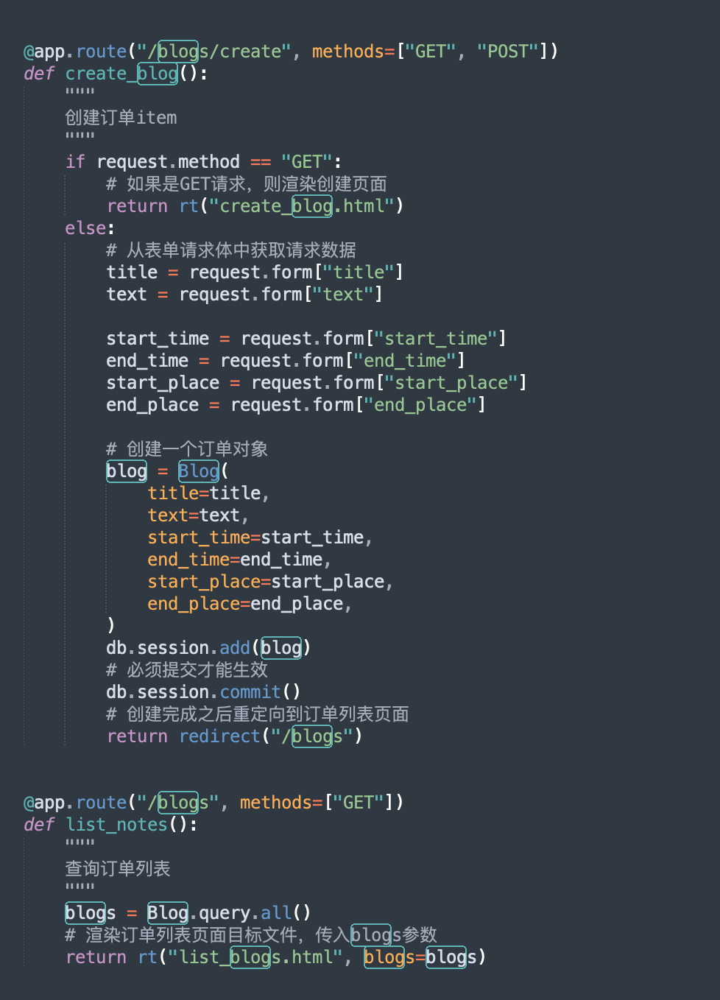 @app.route("/blogs/create", methods=["GET", "POST"])
def create_blog():
    """
    创建订单item
    """
    if request.method == "GET":
        # 如果是GET请求，则渲染创建页面
        return rt("create_blog.html")
    else:
        # 从表单请求体中获取请求数据
        title = request.form["title"]
        text = request.form["text"]

        start_time = request.form["start_time"]
        end_time = request.form["end_time"]
        start_place = request.form["start_place"]
        end_place = request.form["end_place"]

        # 创建一个订单对象
        blog = Blog(
            title=title,
            text=text,
            start_time=start_time,
            end_time=end_time,
            start_place=start_place,
            end_place=end_place,
        )
        db.session.add(blog)
        # 必须提交才能生效
        db.session.commit()
        # 创建完成之后重定向到订单列表页面
        return redirect("/blogs")

@app.route("/blogs", methods=["GET"])
def list_notes():
    """
    查询订单列表
    """
    blogs = Blog.query.all()
    # 渲染订单列表页面目标文件，传入blogs参数
    return rt("list_blogs.html", blogs=blogs)